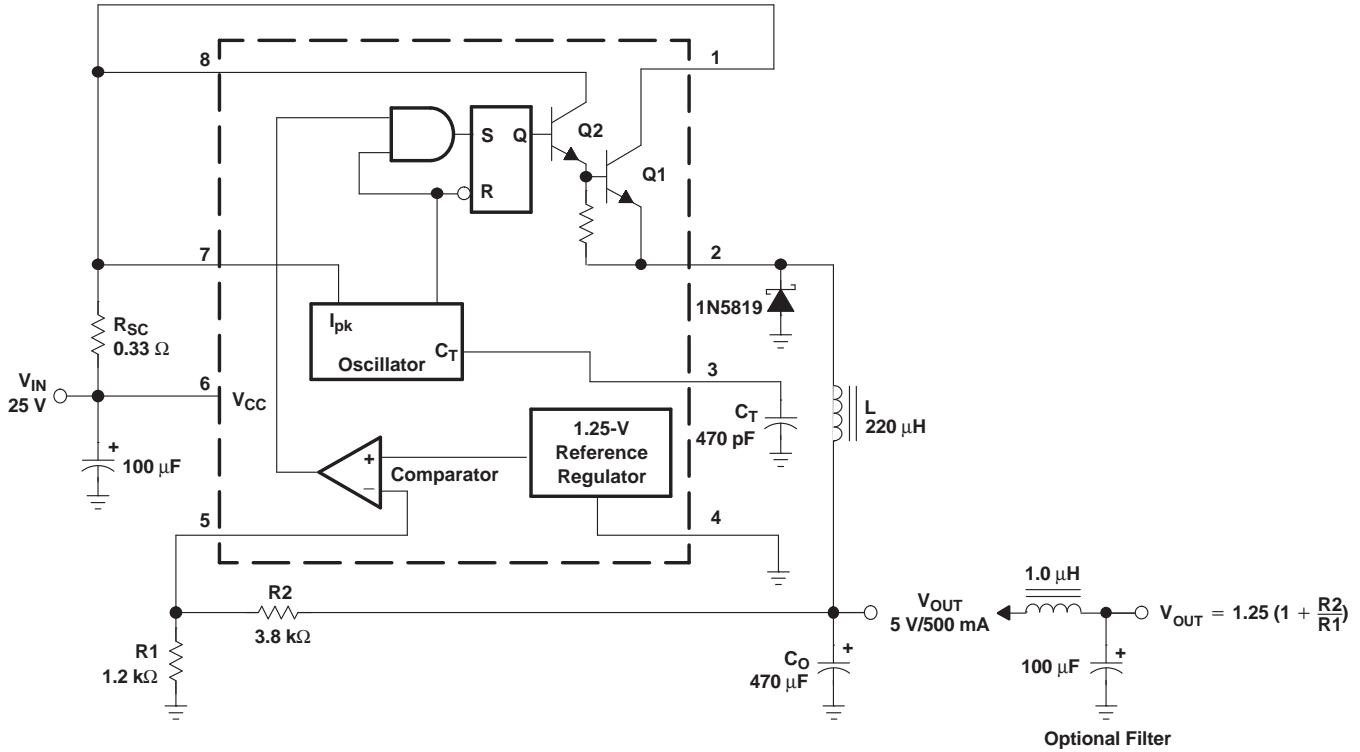 8
1
S
Q
Q2
R
Q1
7
2
1N5819
Ipk
Oscillator
CT
RSC
0.33 Ω
3
VIN
25 V
6
VCC
CT
470 pF
L
220 μH
1.25-V
Reference
Regulator
+
100 μF
+
–
Comparator
5
4
R2
3.8 kΩ
R1
1.2 kΩ
VOUT
5 V/500 mA
1.0 μH
VOUT = 1.25 (1 + R2/R1)
CO
470 μF
+
100 μF
+
Optional Filter